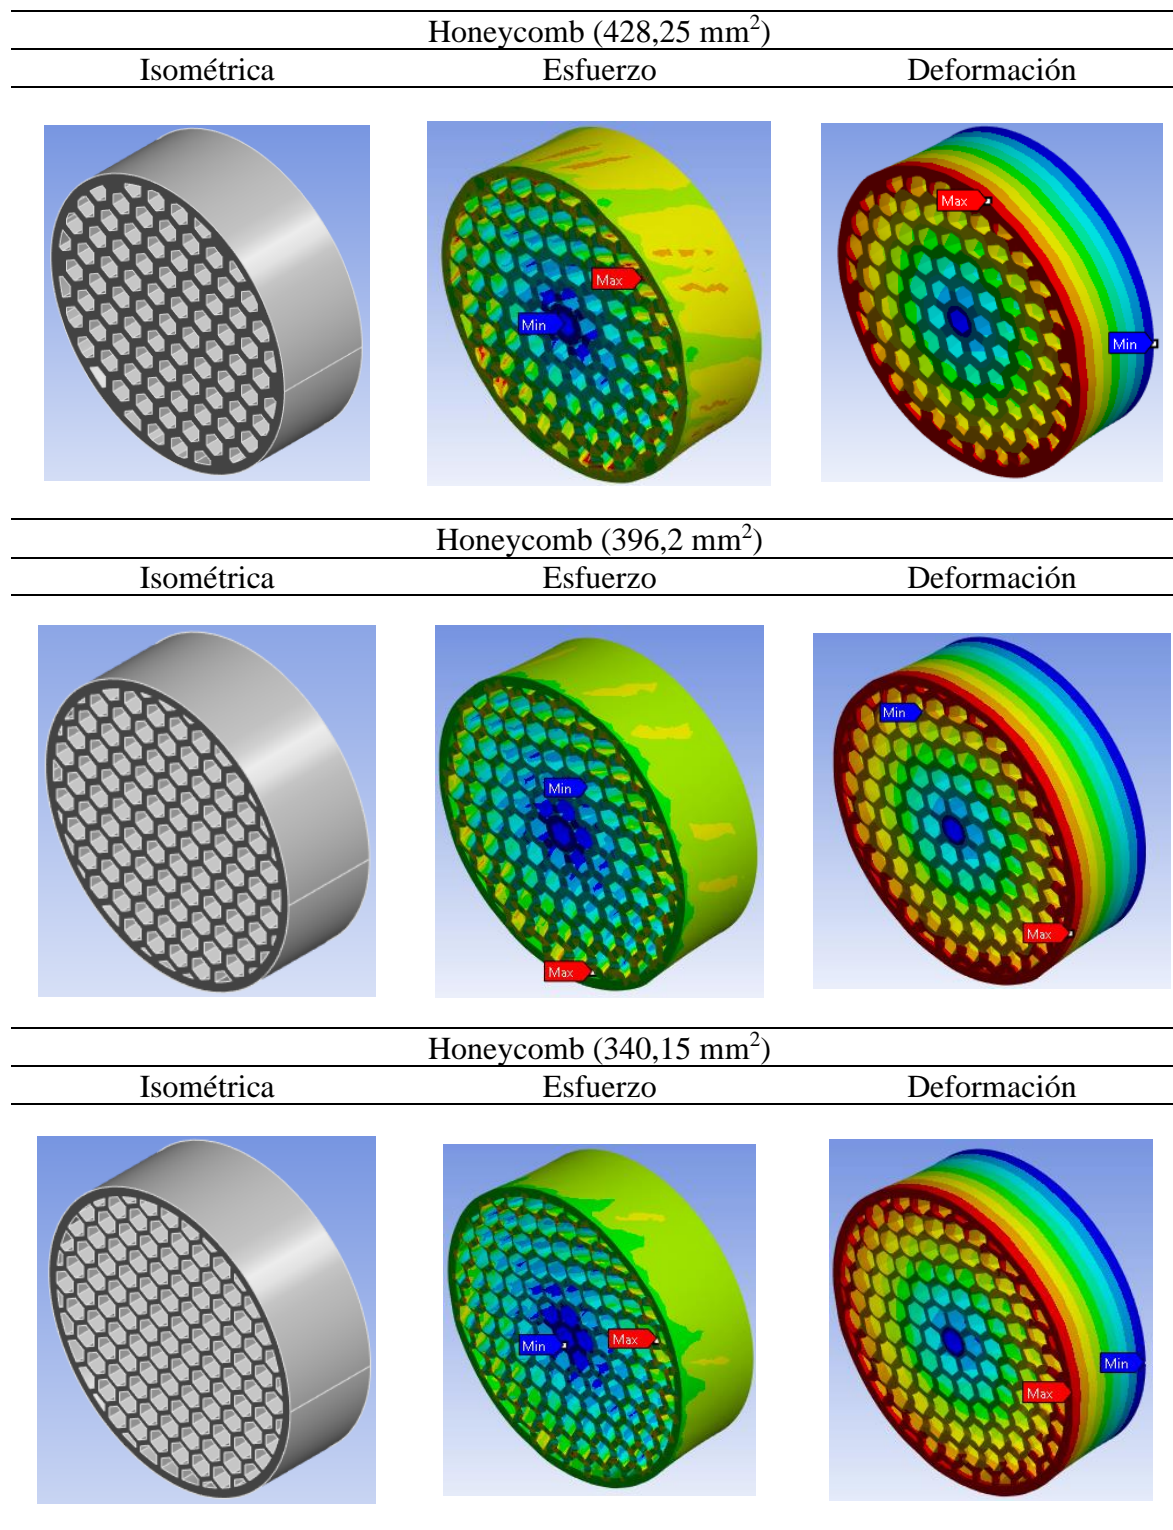 Honeycomb (428,25 mm²)
Isométrica Esfuerzo Deformación
Max
Min
Max
Min
Honeycomb (396,2 mm²)
Isométrica Esfuerzo Deformación
Min
Max
Min
Max
Honeycomb (340,15 mm²)
Isométrica Esfuerzo Deformación
Min
Max
Min
Max